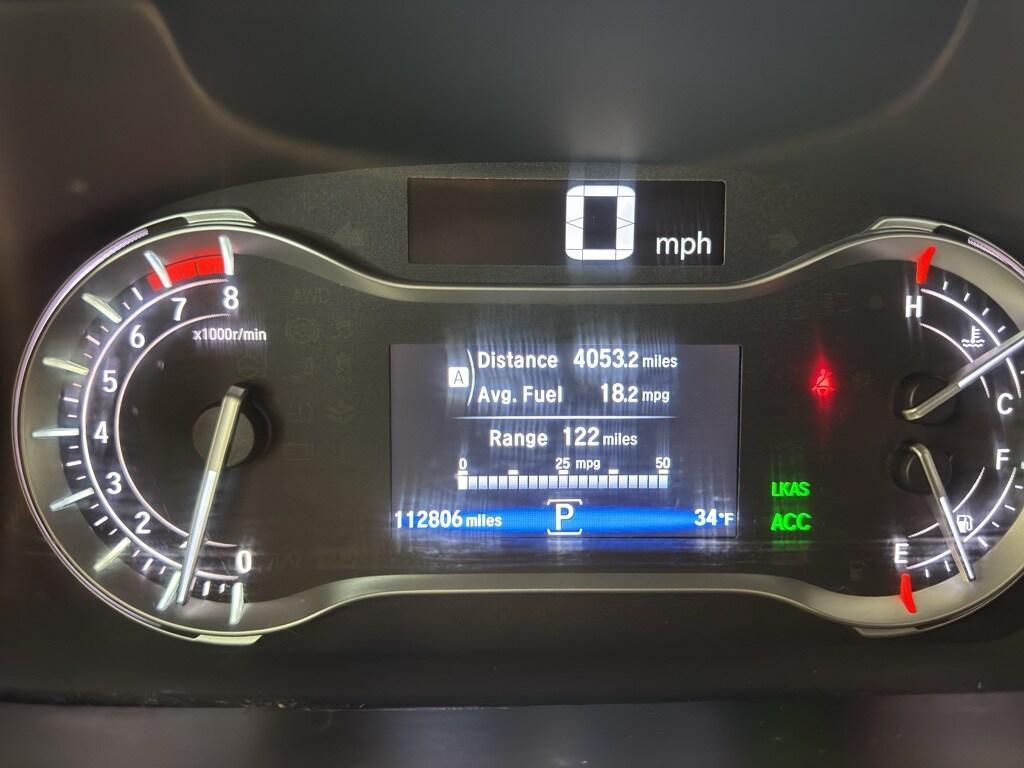 0 mph
8
7
6
5
4
3
2
0
x1000r/min
AWD
A
Distance 4053.2 miles
Avg. Fuel 18.2 mpg
Range 122 miles
0 25 mpg 50
112806 miles P 34°F
LKAS
ACC
H
C
F
E